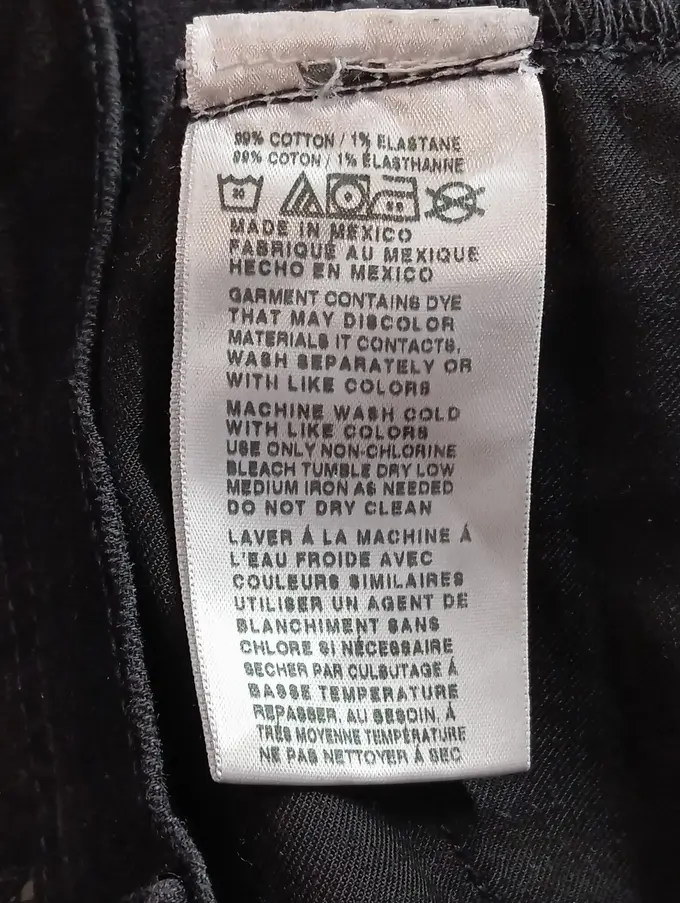 99% COTTON / 1% ELASTANE
99% COTON / 1% ÉLASTHANNE
30
MADE IN MEXICO
FABRIQUÉ AU MEXIQUE
HECHO EN MEXICO
GARMENT CONTAINS DYE
THAT MAY DISCOLOR
MATERIALS IT CONTACTS,
WASH SEPARATELY OR
WITH LIKE COLORS
MACHINE WASH COLD
WITH LIKE COLORS
USE ONLY NON-CHLORINE
BLEACH TUMBLE DRY LOW
MEDIUM IRON AS NEEDED
DO NOT DRY CLEAN
LAVER À LA MACHINE À
L'EAU FROIDE AVEC
COULEURS SIMILAIRES
UTILISER UN AGENT DE
BLANCHIMENT SANS
CHLORE SI NÉCESSAIRE
SECHER PAR CULBUTAGE À
BASSE TEMPERATURE
REPASSER, AU BESOIN, À
TRÈS MOYENNE TEMPÉRATURE
NE PAS NETTOYER À SEC